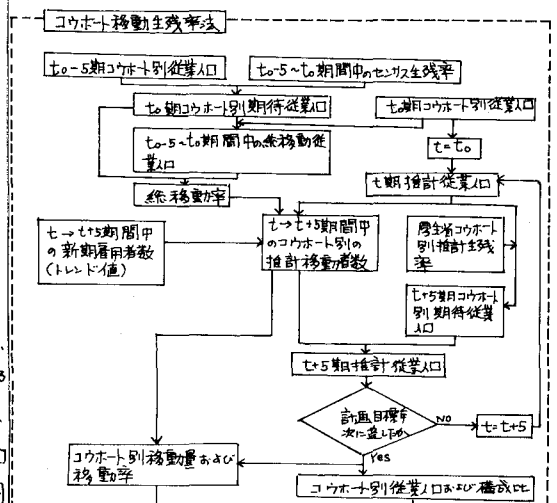 コウホート移動生残率法
t₀-5期コウホート別従業人口
t₀-5~t₀期間中のセンサス生残率
t₀期コウホート別期待従業人口
t₀期コウホート別従業人口
t₀-5~t₀期間中の総移動従
業人口
t=t₀
総移動率
t期推計従業人口
t→t+5期間中
の新規雇用者数
(トレンド値)
t→t+5期間中
のコウホート別の
推計移動者数
厚生省コウホート
別推計生残
率
t+5期コウホート
別期待従業
人口
t+5期推計従業人口
計画目標年
次に達したか
NO
t=t+5
Yes
コウホート別移動量および
移動率
コウホート別従業人口および構成比